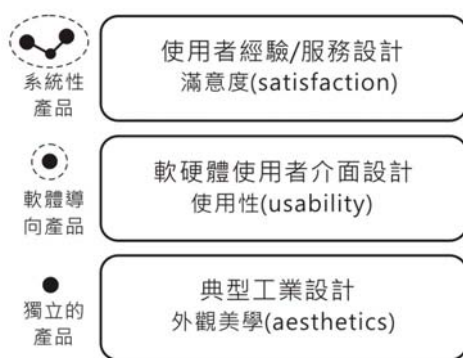 系統性
產品
使用者經驗/服務設計
滿意度(satisfaction)
軟體導
向產品
軟硬體使用者介面設計
使用性(usability)
獨立的
產品
典型工業設計
外觀美學(aesthetics)